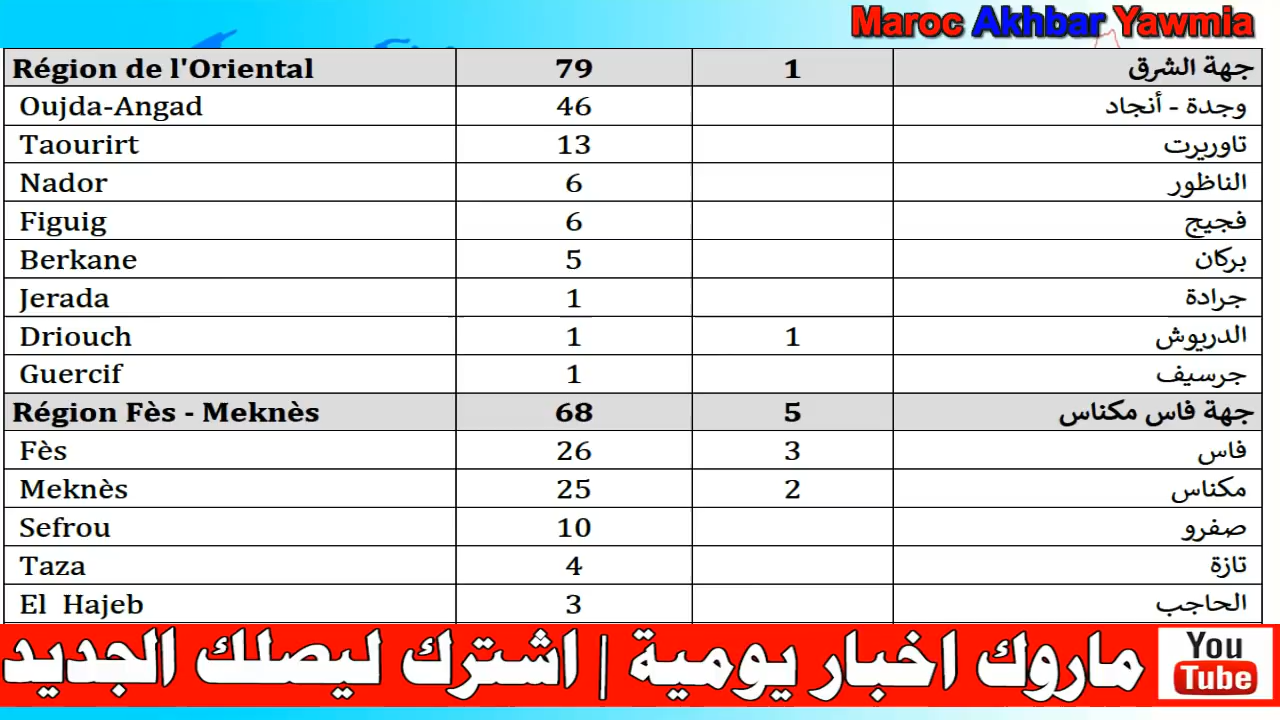 Maroc Akhbar Yawmia
Région de l'Oriental 79 1 جهة الشرق
Oujda-Angad 46 وجدة - أنجاد
Taourirt 13 تاوريرت
Nador 6 الناظور
Figuig 6 فجيج
Berkane 5 بركان
Jerada 1 جرادة
Driouch 1 1 الدريوش
Guercif 1 جرسيف
Région Fès - Meknès 68 5 جهة فاس مكناس
Fès 26 3 فاس
Meknès 25 2 مكناس
Sefrou 10 صفرو
Taza 4 تازة
El Hajeb 3 الحاجب
ماروك اخبار يومية | اشترك ليصلك الجديد
You
Tube